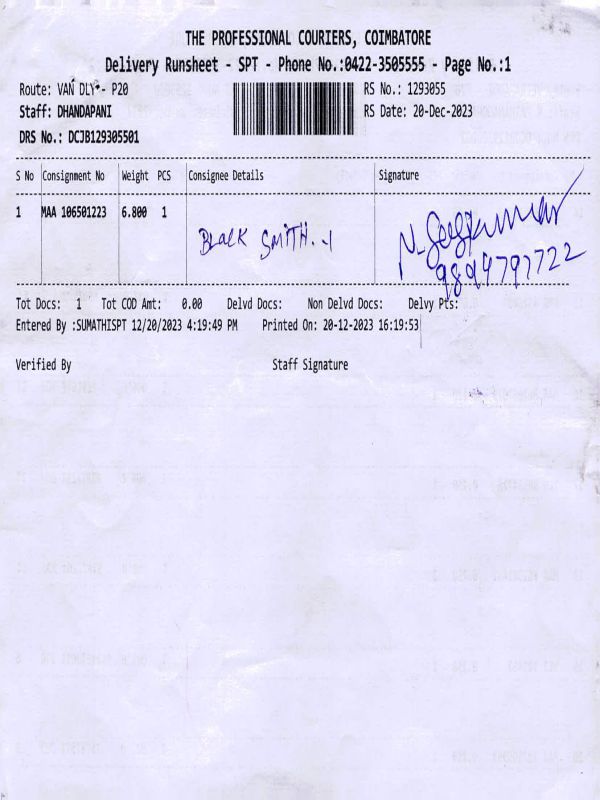 THE PROFESSIONAL COURIERS, COIMBATORE
Delivery Runsheet - SPT - Phone No.:0422-3505555 - Page No.:1
Route: VAN DLY - P20 RS No.: 1293055
Staff: DHANDAPANI RS Date: 20-Dec-2023
DRS No.: DCJB129305501
S No Consignment No Weight PCS Consignee Details Signature
1 MAA 106501223 6.800 1
BLACK SMITH.
Tot Docs: 1 Tot COD Amt: 0.00 Delvd Docs: Non Delvd Docs: Delvy Pts:
Entered By :SUMATHISPT 12/20/2023 4:19:49 PM Printed On: 20-12-2023 16:19:53
Verified By Staff Signature